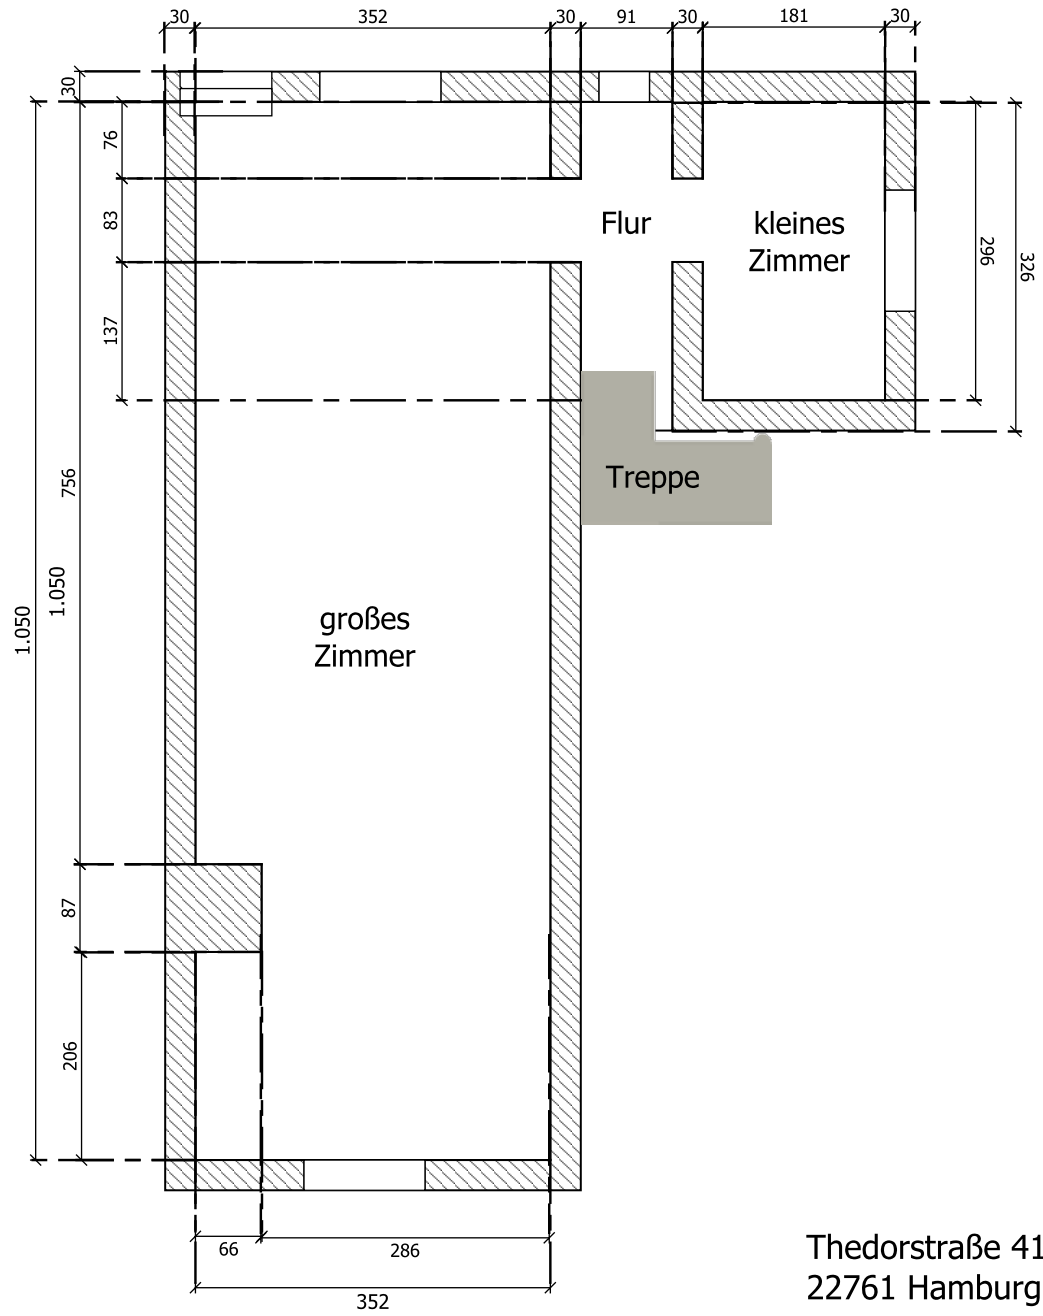 30 352 30 91 30 181 30
30
76
83
137
756
1.050
1.050
87
206
Flur
kleines
Zimmer
296
326
Treppe
großes
Zimmer
66 286
352
Thedorstraße 41
22761 Hamburg